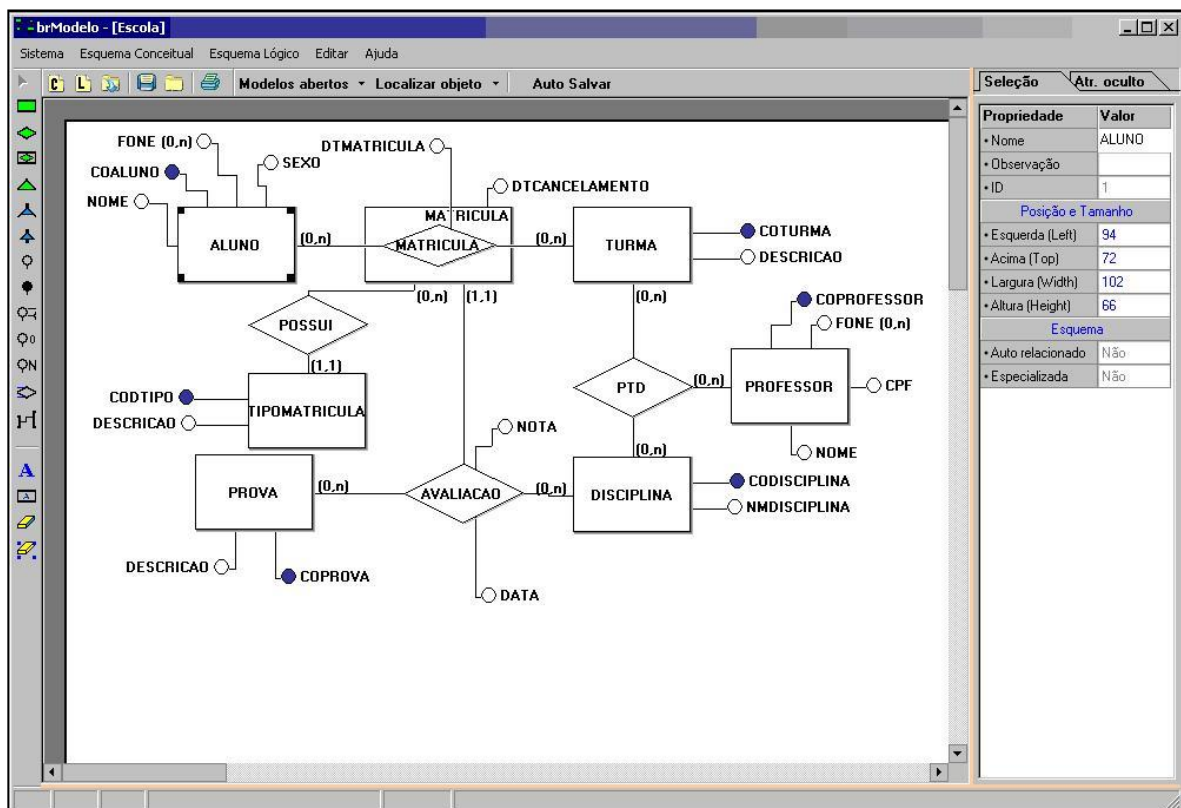 brModelo - [Escola]
Sistema Esquema Conceitual Esquema Lógico Editar Ajuda
C L Modelos abertos Localizar objeto Auto Salvar
Seleção Atr. oculto
Propriedade Valor
Nome ALUNO
Observação
ID 1
Posição e Tamanho
Esquerda (Left) 94
Acima (Top) 72
Largura (Width) 102
Altura (Height) 66
Esquema
Auto relacionado Não
Especializada Não
FONE (0,n)
DTMATRICULA
COALUNO
SEXO
DTCANCELAMENTO
NOME
MATRICULA
ALUNO
(0,n)
MATRICULA
(0,n)
TURMA
COTURMA
DESCRICAO
(0,n)
(1,1)
(0,n)
COPROFESSOR
POSSUI
FONE (0,n)
(1,1)
PTD
(0,n)
PROFESSOR
CPF
CODTIPO
TIPOMATRICULA
DESCRICAO
NOTA
(0,n)
NOME
PROVA
(0,n)
AVALIACAO
(0,n)
DISCIPLINA
CODISCIPLINA
NMDISCIPLINA
DESCRICAO
COPROVA
DATA
A
A